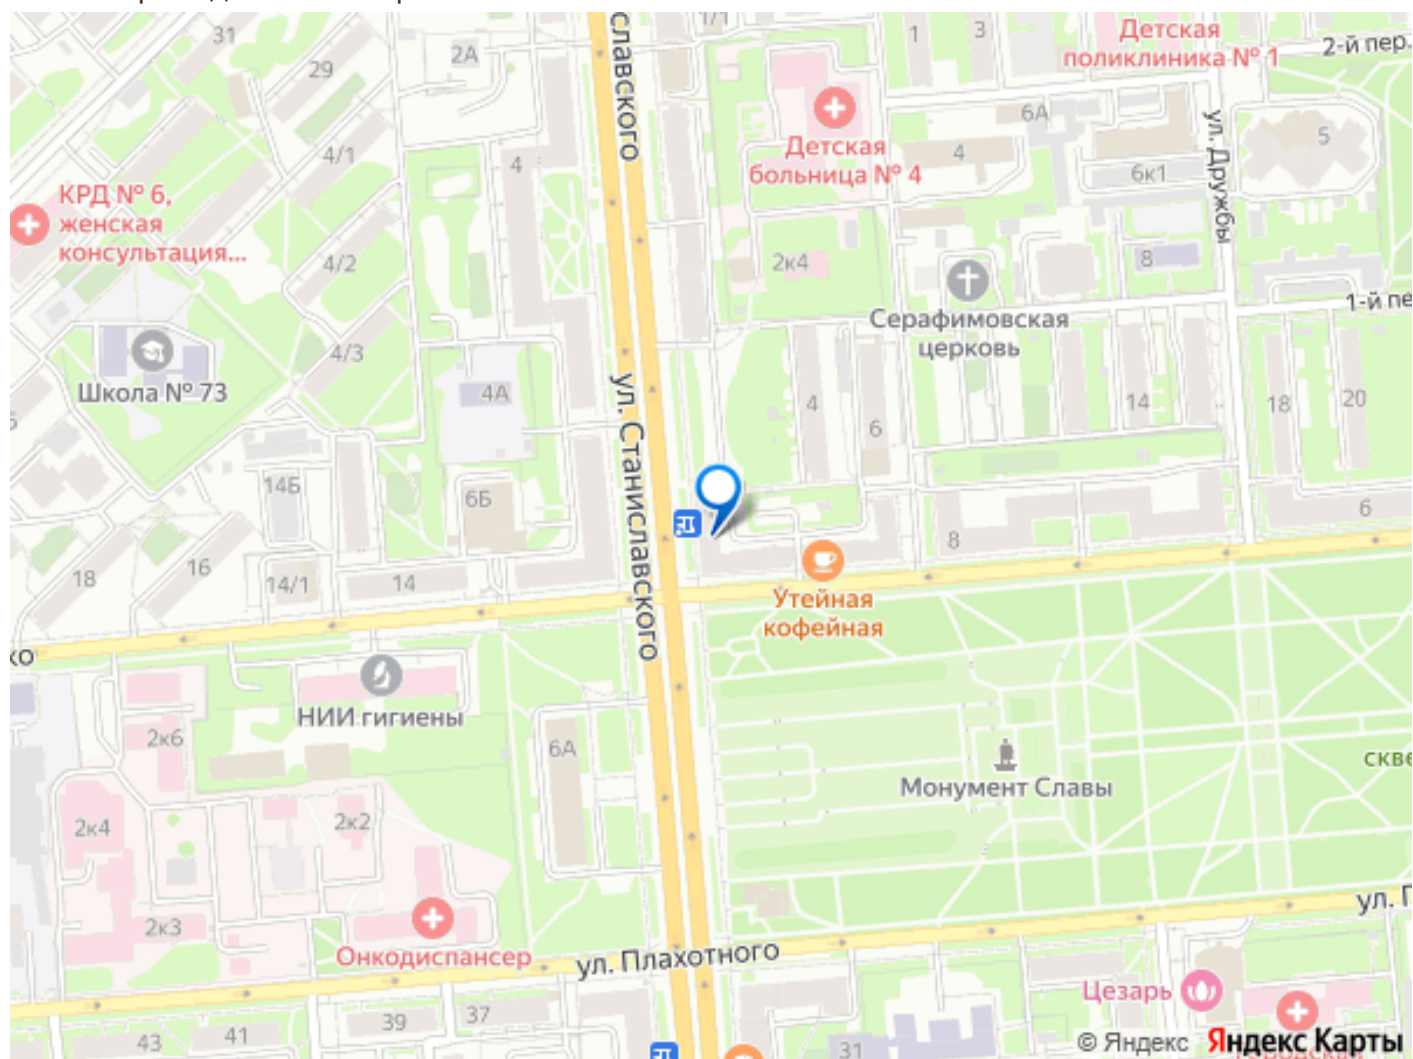 1/1
31
2А
1
3
Детская
поликлиника № 1
2-й пер.
29
славского
6А
ул. Дружбы
5
4/1
4
Детская
больница № 4
4
6к1
КРД № 6,
женская
консультация...
4/2
2к4
8
1-й пе
Серафимовская
церковь
4/3
Школа № 73
4А
ул. Станиславского
4
6
14
18
20
14Б
6Б
6
8
18
16
14/1
14
Утейная
кофейная
ко
НИИ гигиены
2к6
6А
скве
Монумент Славы
2к4
2к2
2к3
ул. П
Онкодиспансер
ул. Плахотного
Цезарь
43
41
39
37
31
© Яндекс Яндекс Карты